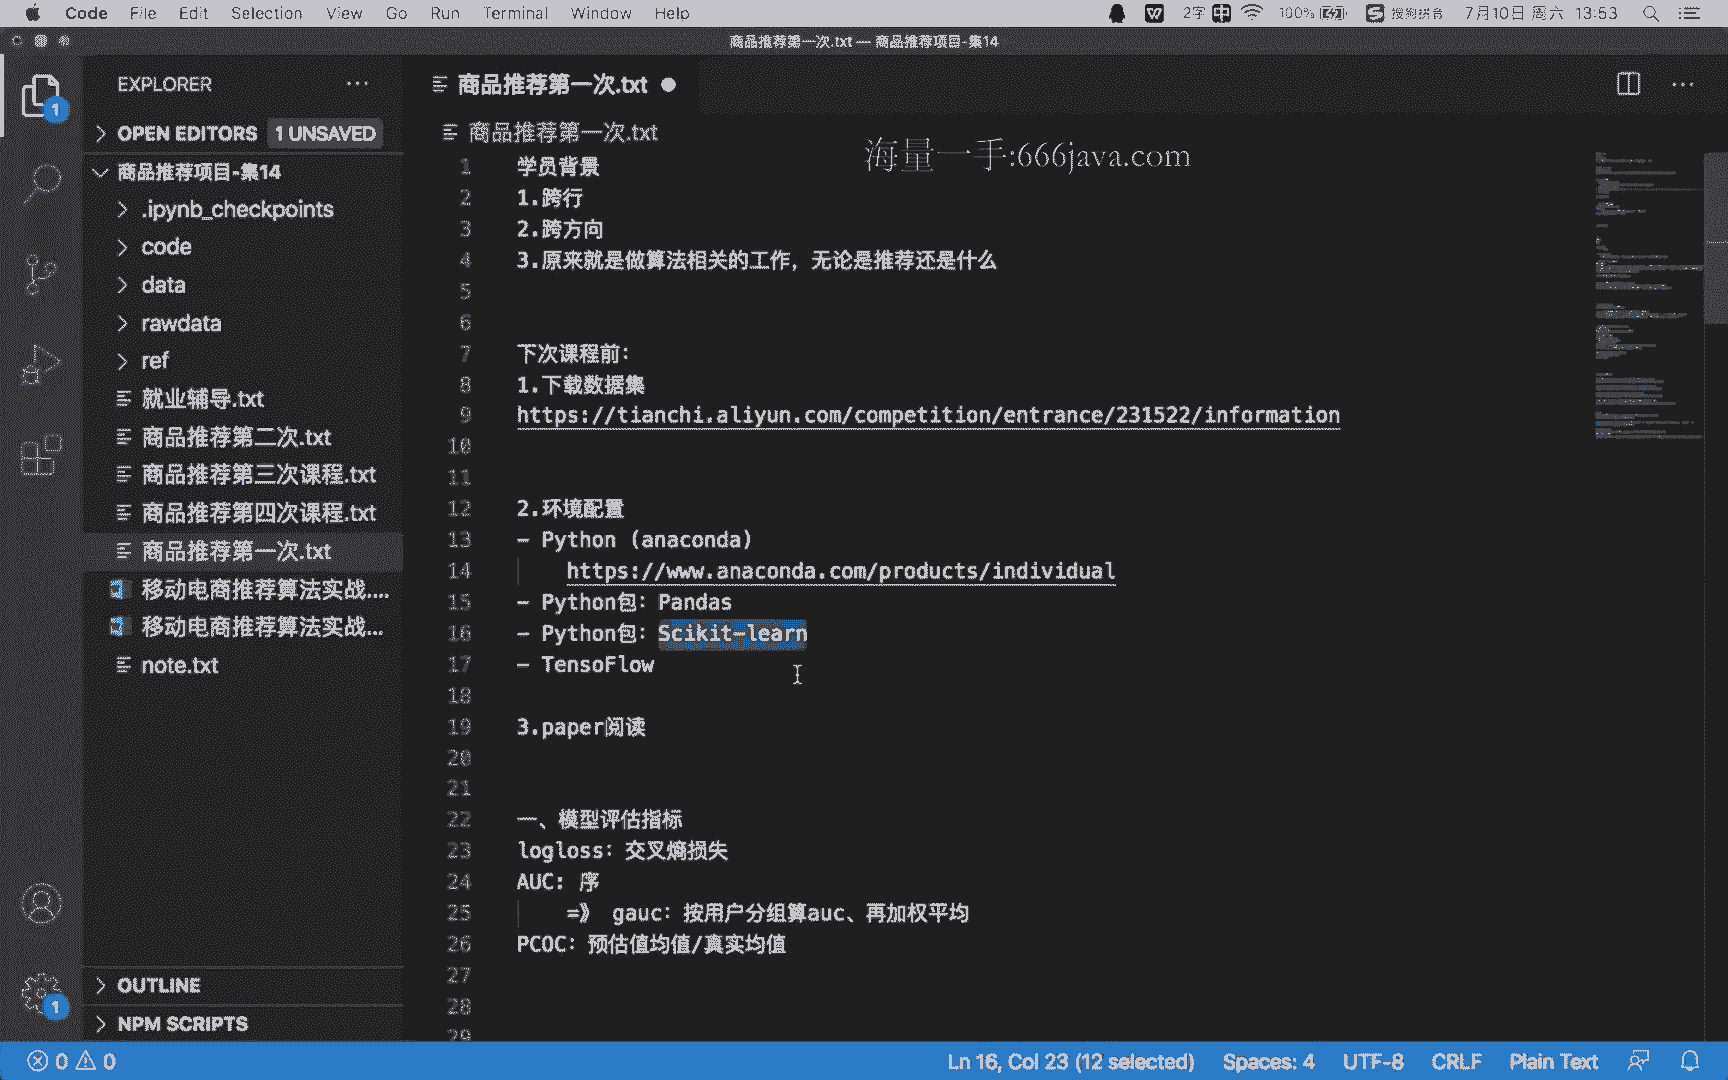 Code File Edit Selection View Go Run Terminal Window Help 2字 中 100% 搜狗拼音 7月10日 周六 13:53
商品推荐第一次.txt — 商品推荐项目-集14
EXPLORER
OPEN EDITORS 1 UNSAVED
商品推荐项目-集14
.ipynb_checkpoints
code
data
rawdata
ref
就业辅导.txt
商品推荐第二次.txt
商品推荐第三次课程.txt
商品推荐第四次课程.txt
商品推荐第一次.txt
移动电商推荐算法实战....
移动电商推荐算法实战...
note.txt
OUTLINE
NPM SCRIPTS
商品推荐第一次.txt
商品推荐第一次.txt
海量一手:666java.com
1 学员背景
2 1.跨行
3 2.跨方向
4 3.原来就是做算法相关的工作，无论是推荐还是什么
5
6
7 下次课程前：
8 1.下载数据集
9 https://tianchi.aliyun.com/competition/entrance/231522/information
10
11
12 2.环境配置
13 - Python (anaconda)
14 https://www.anaconda.com/products/individual
15 - Python包：Pandas
16 - Python包：Scikit-learn
17 - TensoFlow
18
19 3.paper阅读
20
21
22 一、模型评估指标
23 logloss：交叉熵损失
24 AUC: 序
25 =》 gauc：按用户分组算auc、再加权平均
26 PCOC：预估值均值/真实均值
27
28
29
1
1
0 0 Ln 16, Col 23 (12 selected) Spaces: 4 UTF-8 CRLF Plain Text